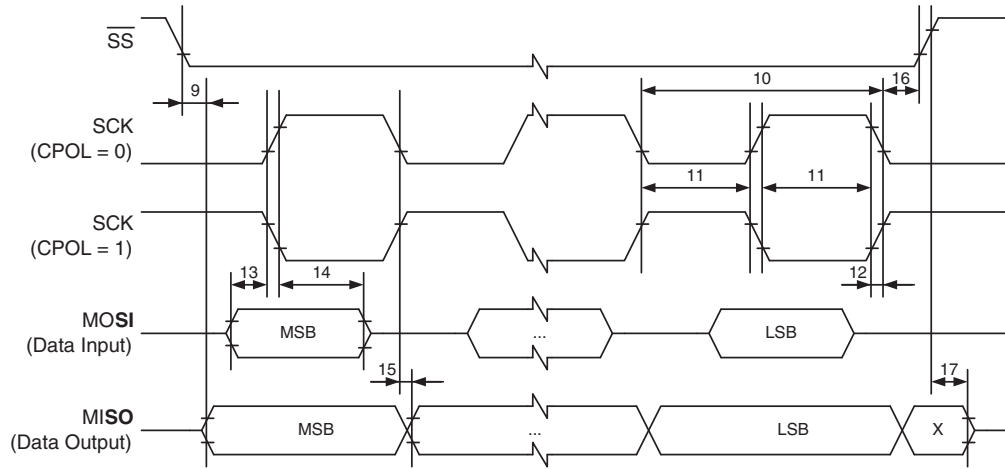 SS
9
10
16
SCK
(CPOL = 0)
11
11
SCK
(CPOL = 1)
13
14
12
MOSI
(Data Input)
MSB
...
LSB
15
17
MISO
(Data Output)
MSB
...
LSB
X